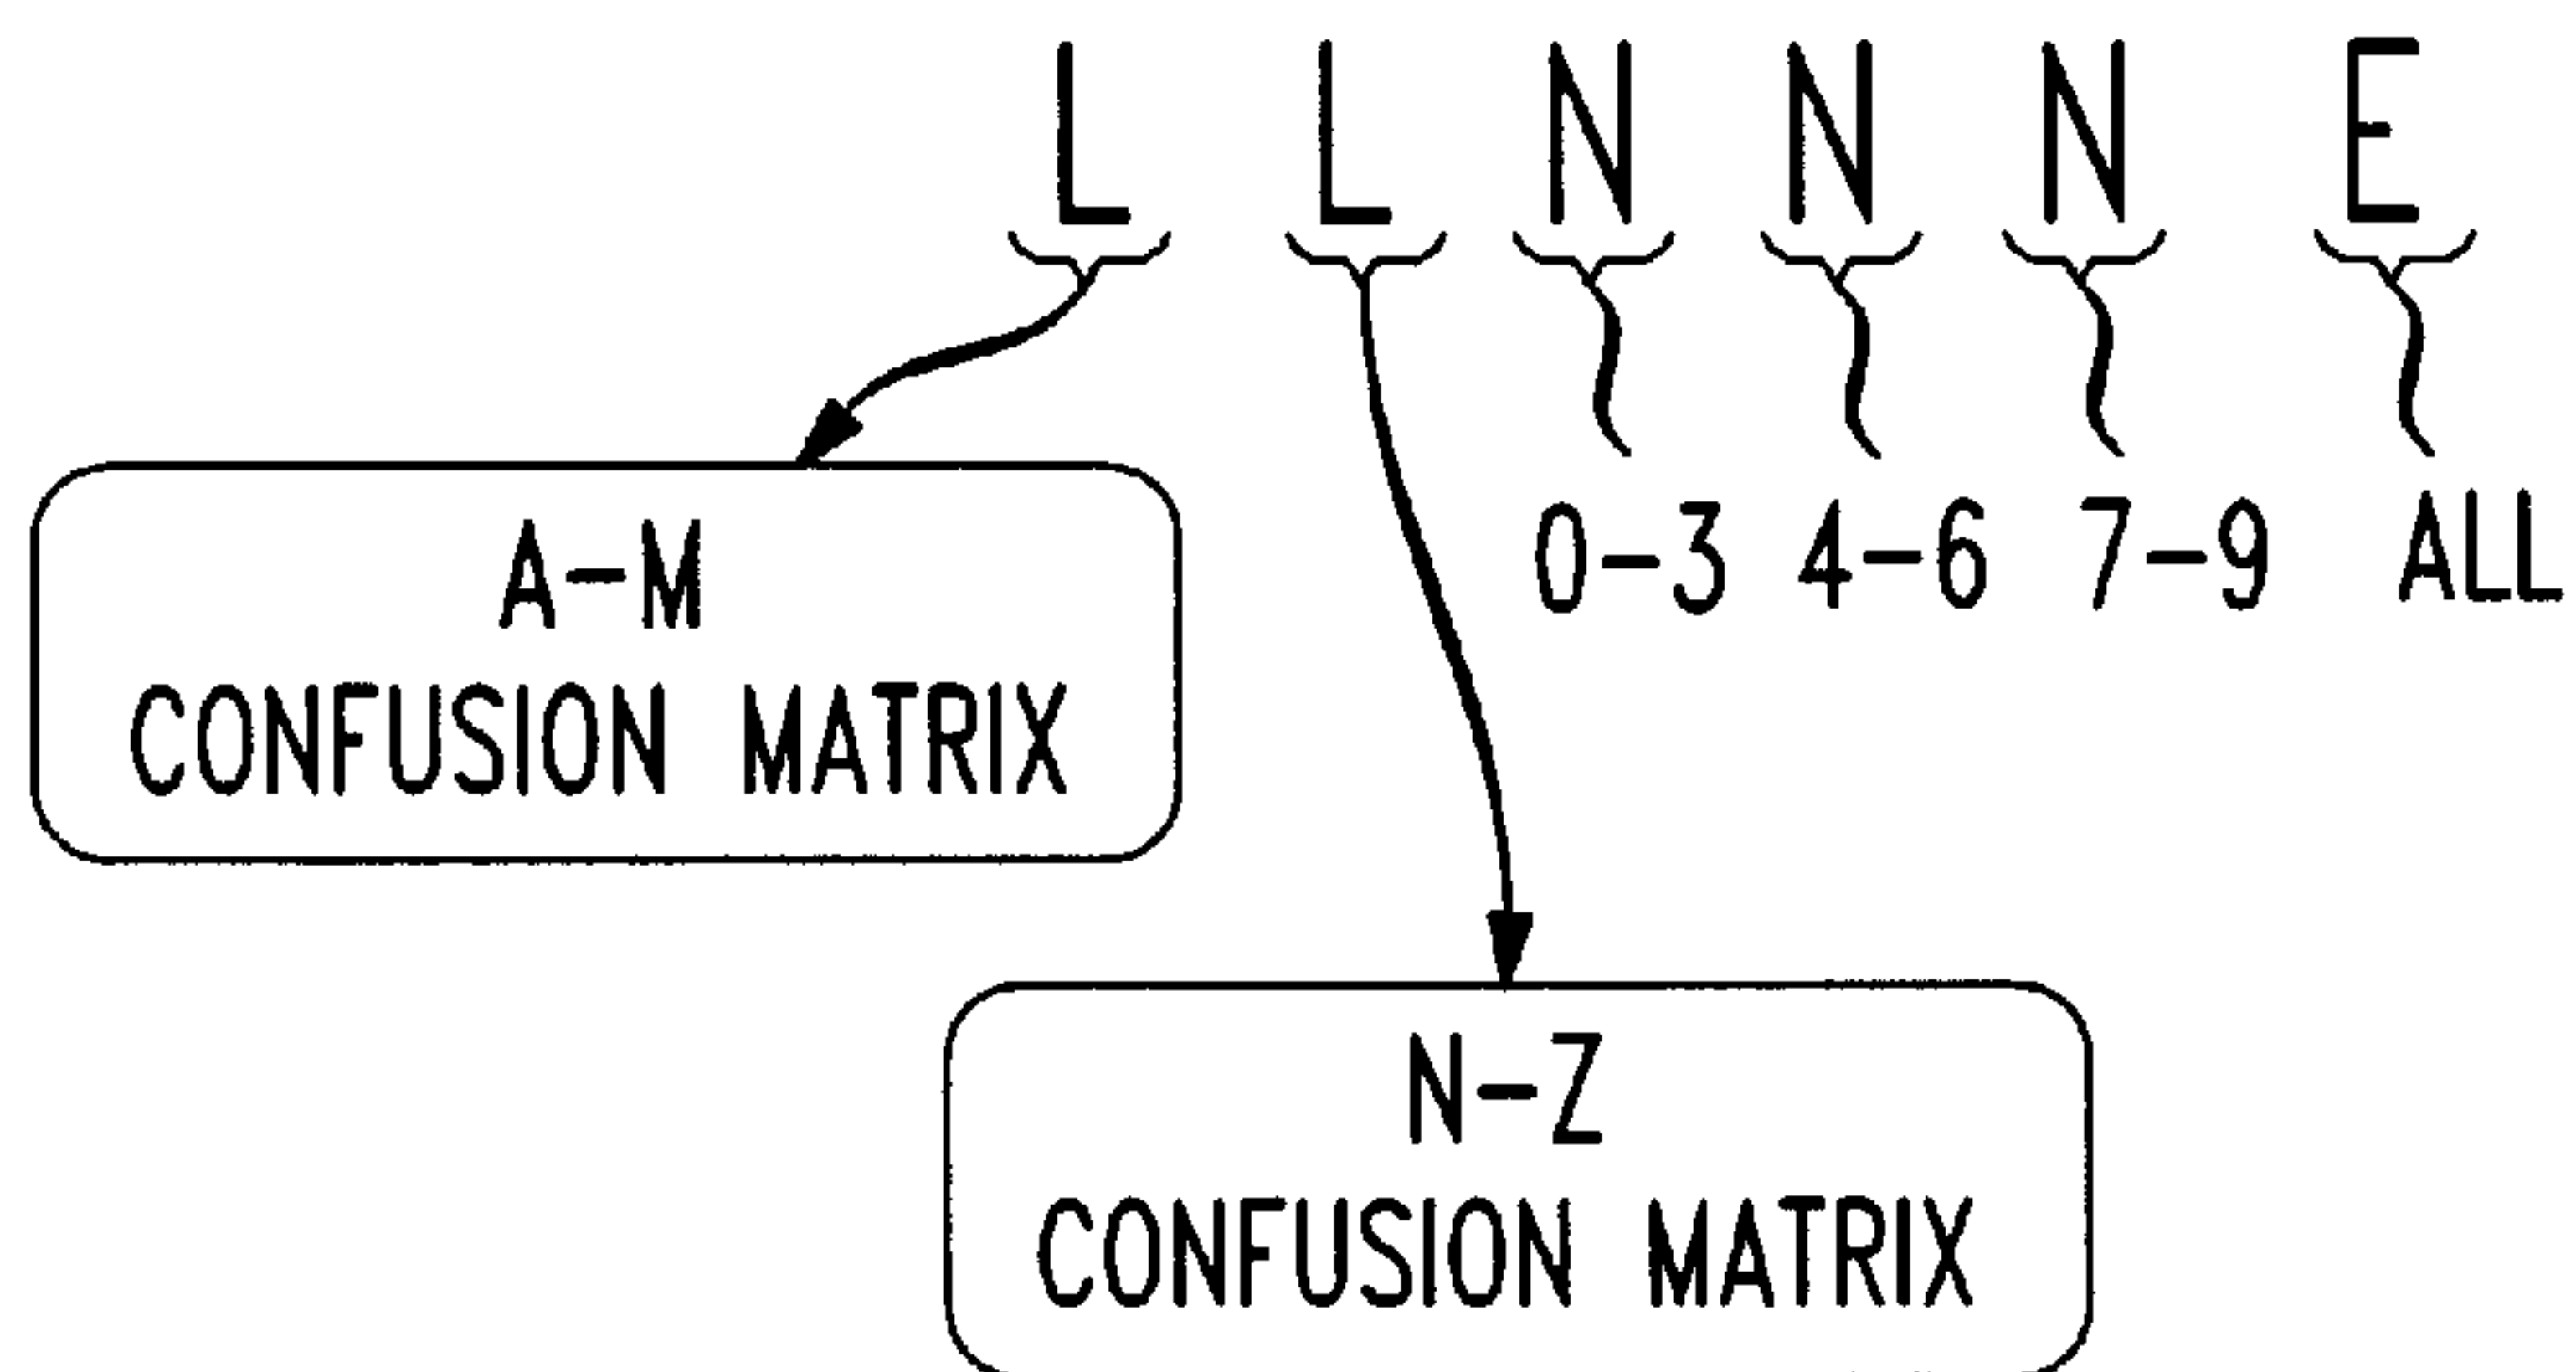 L L N N N E
0-3 4-6 7-9 ALL
A-M
CONFUSION MATRIX
N-Z
CONFUSION MATRIX